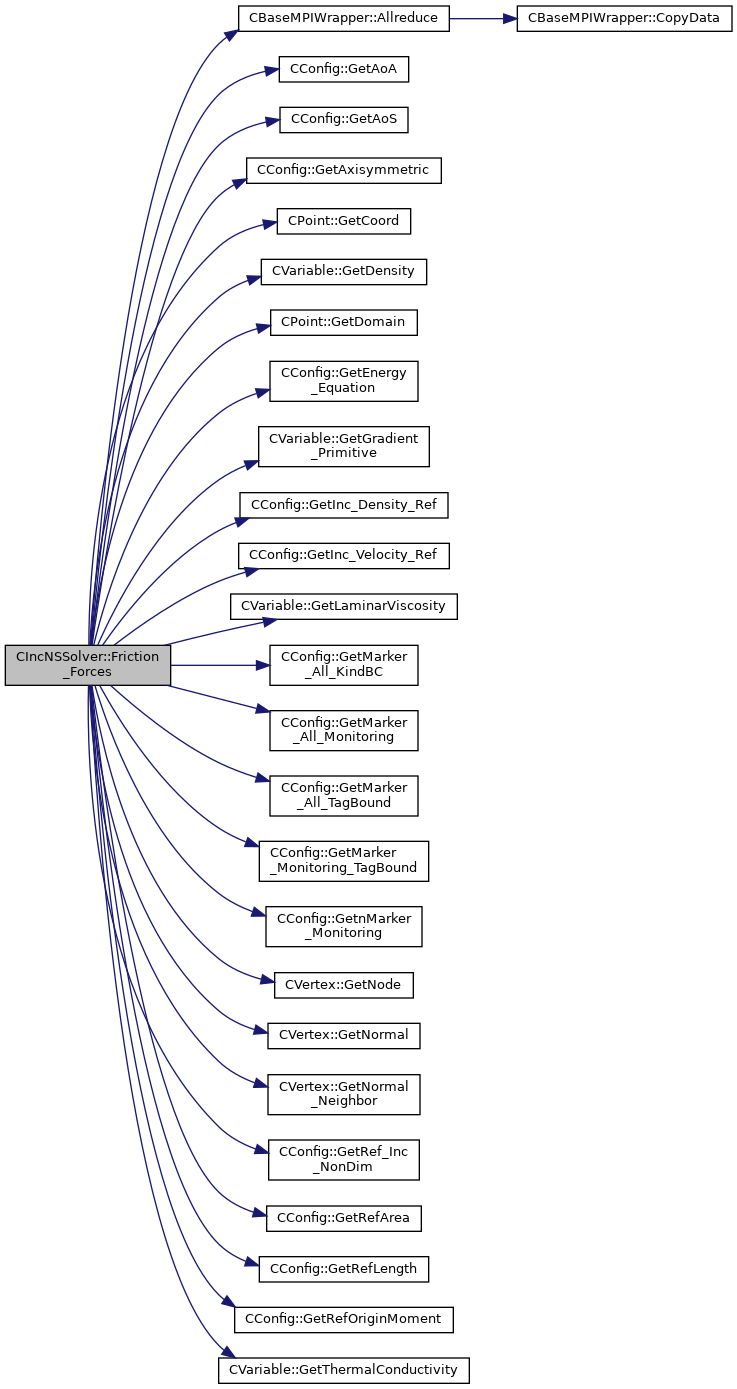 CBaseMPIWrapper::Allreduce
CBaseMPIWrapper::CopyData
CConfig::GetAoA
CConfig::GetAoS
CConfig::GetAxisymmetric
CPoint::GetCoord
CVariable::GetDensity
CPoint::GetDomain
CConfig::GetEnergy
_Equation
CVariable::GetGradient
_Primitive
CConfig::GetInc_Density_Ref
CConfig::GetInc_Velocity_Ref
CVariable::GetLaminarViscosity
CIncNSSolver::Friction
_Forces
CConfig::GetMarker
_All_KindBC
CConfig::GetMarker
_All_Monitoring
CConfig::GetMarker
_All_TagBound
CConfig::GetMarker
_Monitoring_TagBound
CConfig::GetnMarker
_Monitoring
CVertex::GetNode
CVertex::GetNormal
CVertex::GetNormal
_Neighbor
CConfig::GetRef_Inc
_NonDim
CConfig::GetRefArea
CConfig::GetRefLength
CConfig::GetRefOriginMoment
CVariable::GetThermalConductivity